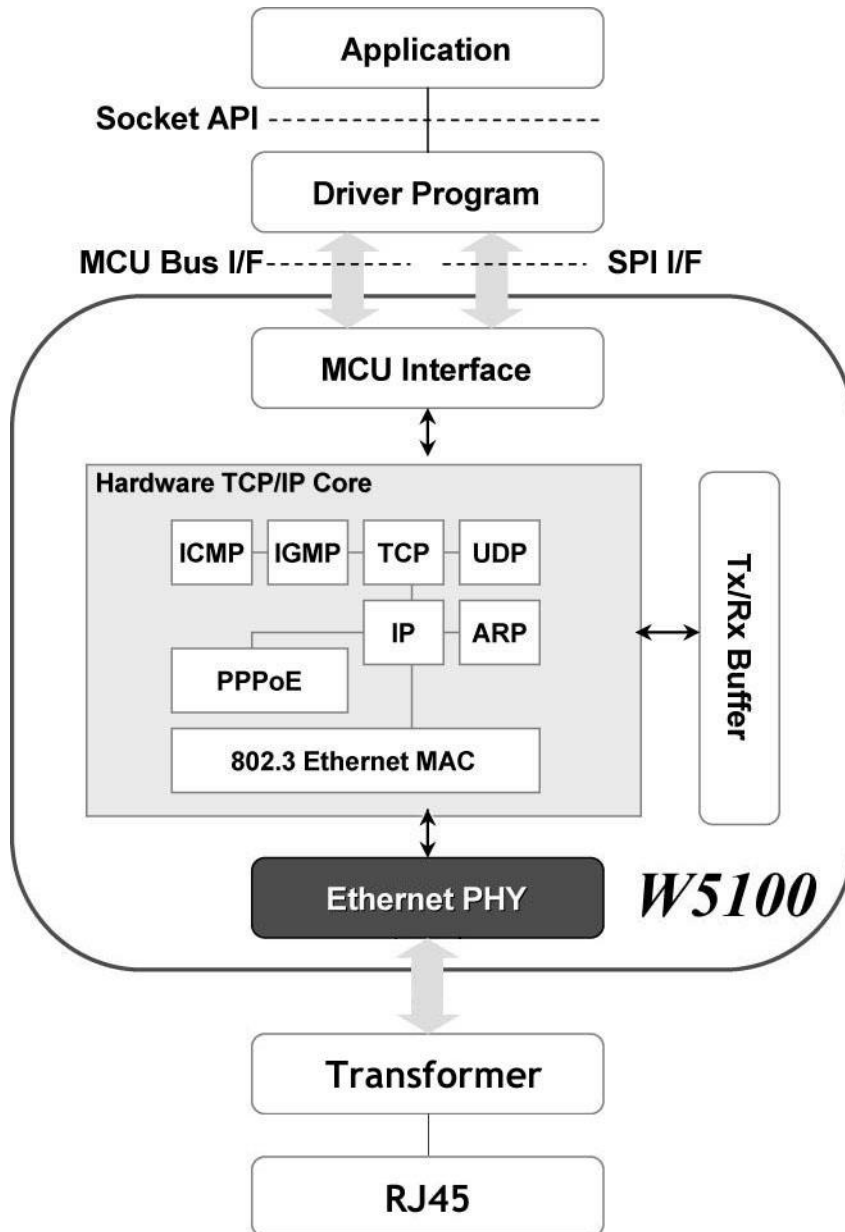 Application
Socket API
Driver Program
MCU Bus I/F
SPI I/F
MCU Interface
Hardware TCP/IP Core
ICMP
IGMP
TCP
UDP
IP
ARP
PPPoE
802.3 Ethernet MAC
Tx/Rx Buffer
Ethernet PHY
W5100
Transformer
RJ45